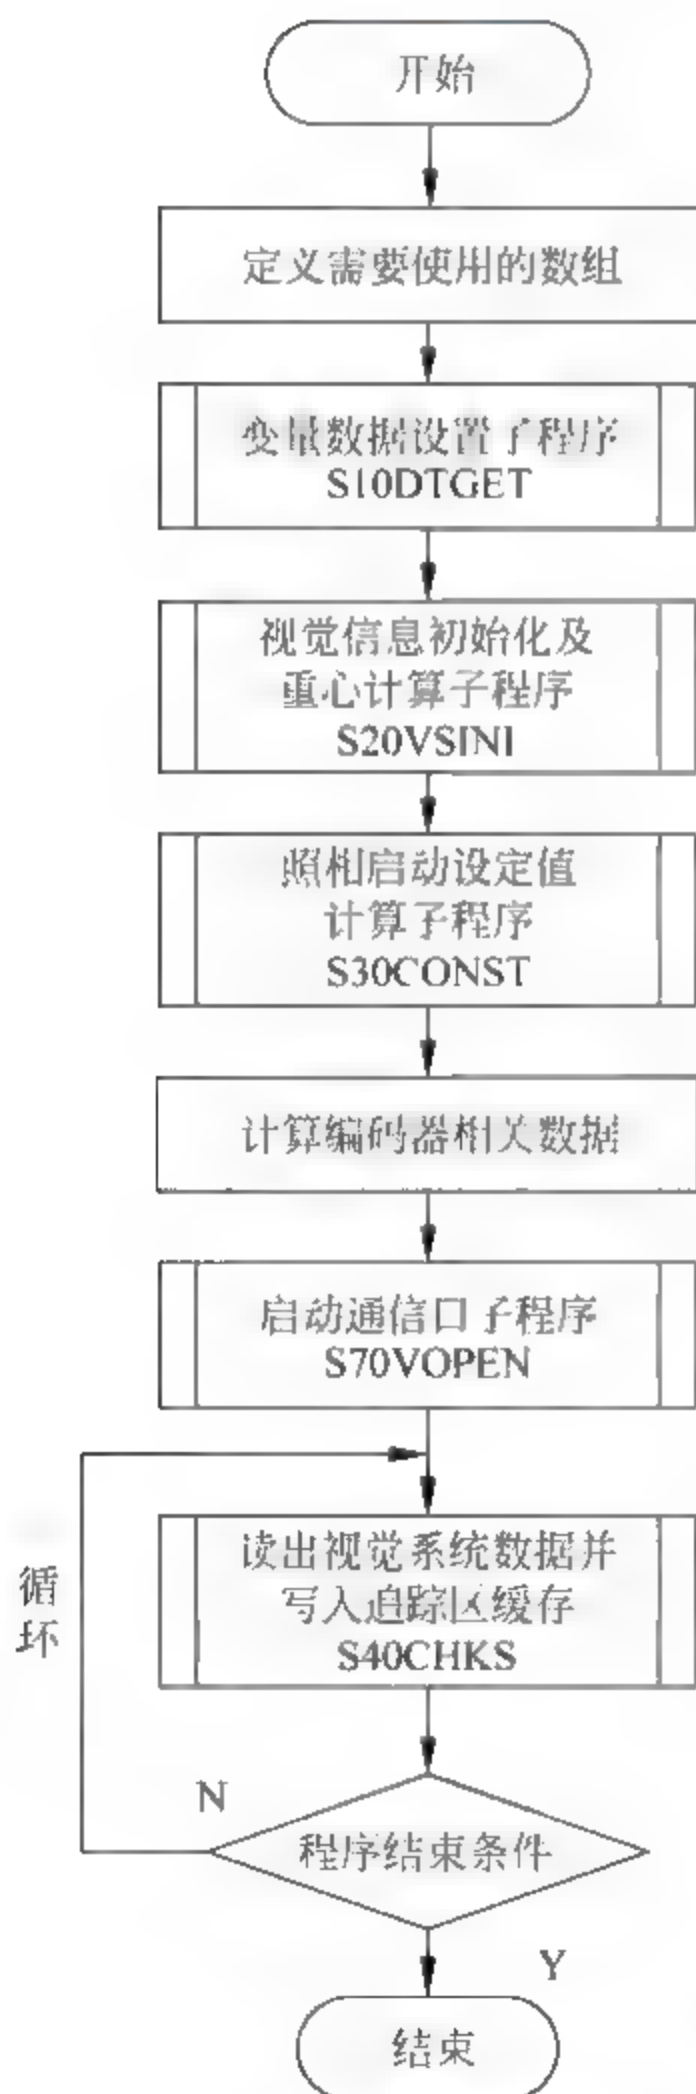 开始
定义需要使用的数组
变量数据设置子程序
S10DTGET
视觉信息初始化及
重心计算子程序
S20VSINI
照相启动设定值
计算子程序
S30CONST
计算编码器相关数据
启动通信口子程序
S70VOPEN
读出视觉系统数据并
写入追踪区缓存
S40CHKS
循
环
N
程序结束条件
Y
结束